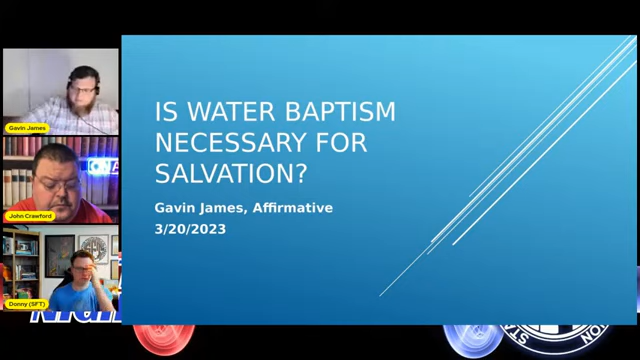 Gavin James
John Crawford
Donny (SFT)
IS WATER BAPTISM
NECESSARY FOR
SALVATION?
Gavin James, Affirmative
3/20/2023